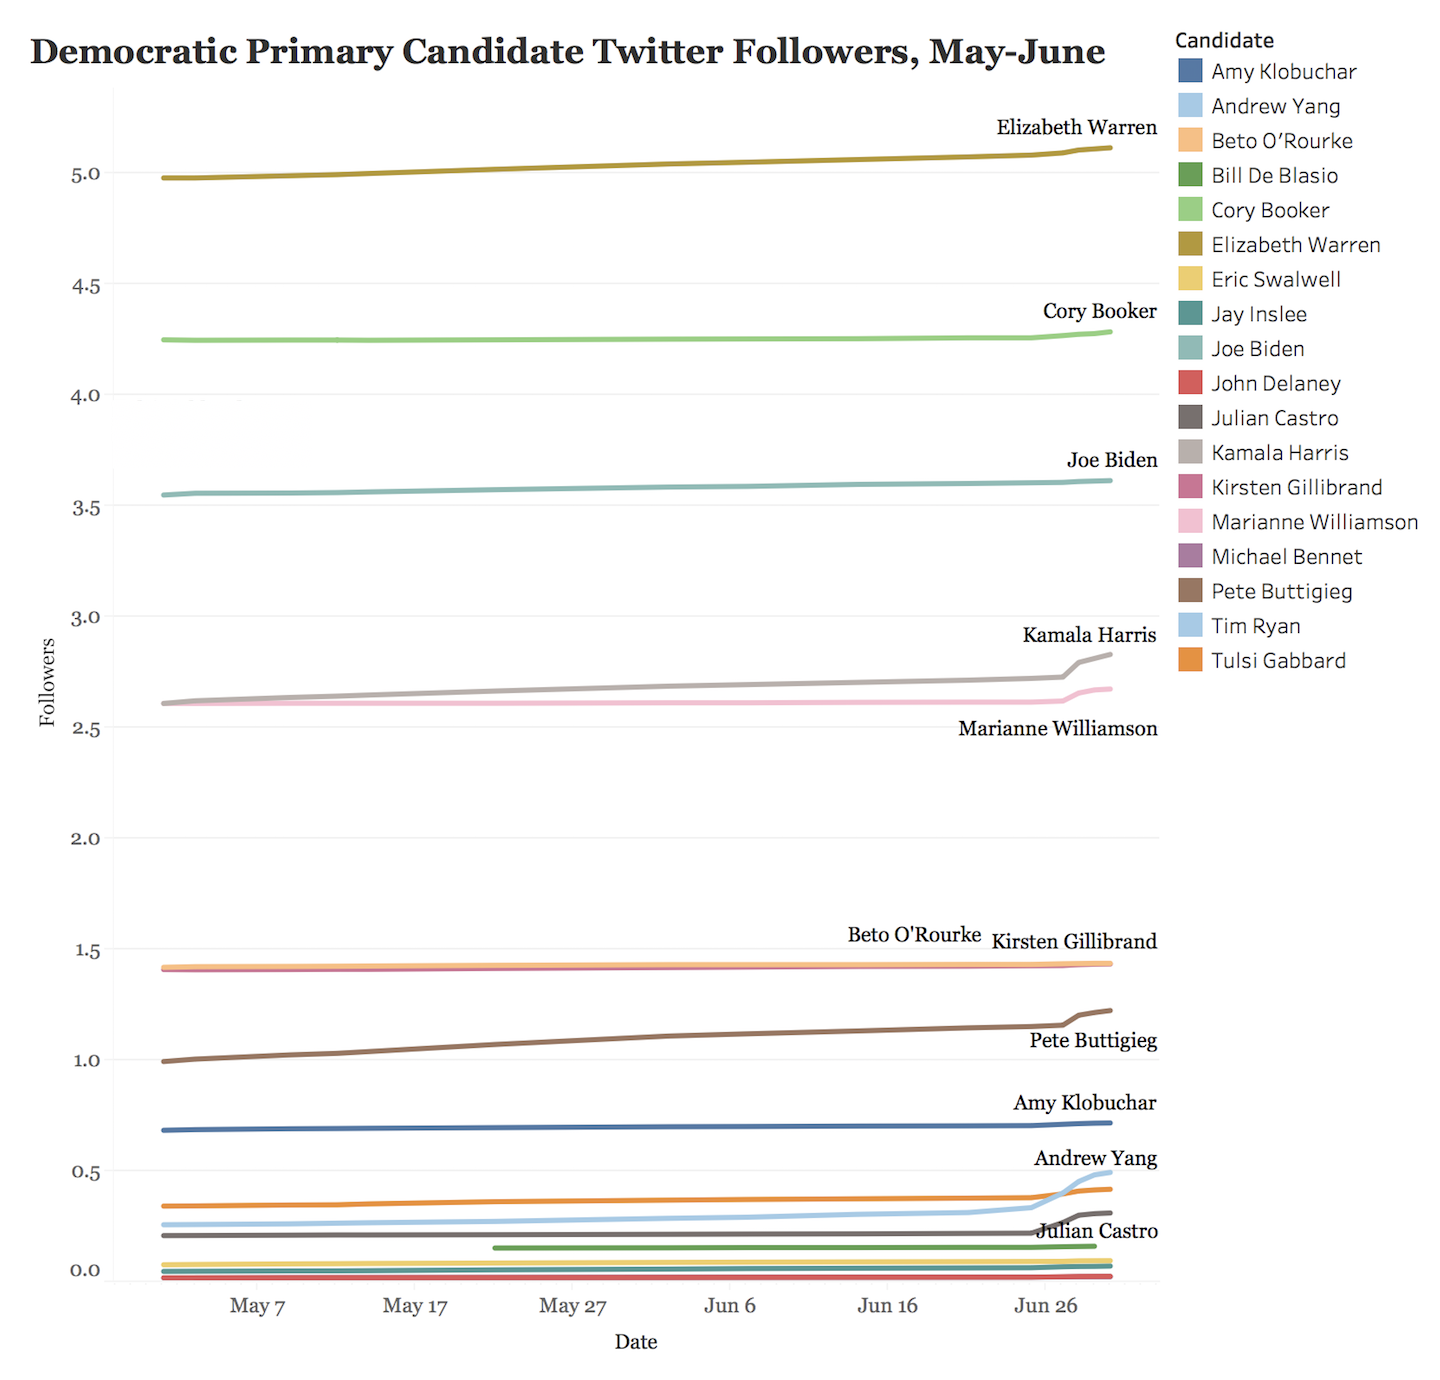 Democratic Primary Candidate Twitter Followers, May-June
Candidate
Amy Klobuchar
Andrew Yang
Beto O'Rourke
Bill De Blasio
Cory Booker
Elizabeth Warren
Eric Swalwell
Jay Inslee
Joe Biden
John Delaney
Julian Castro
Kamala Harris
Kirsten Gillibrand
Marianne Williamson
Michael Bennet
Pete Buttigieg
Tim Ryan
Tulsi Gabbard
Followers
5.0
4.5
4.0
3.5
3.0
2.5
2.0
1.5
1.0
0.5
0.0
Elizabeth Warren
Cory Booker
Joe Biden
Kamala Harris
Marianne Williamson
Beto O'Rourke
Kirsten Gillibrand
Pete Buttigieg
Amy Klobuchar
Andrew Yang
Julian Castro
May 7
May 17
May 27
Jun 6
Jun 16
Jun 26
Date